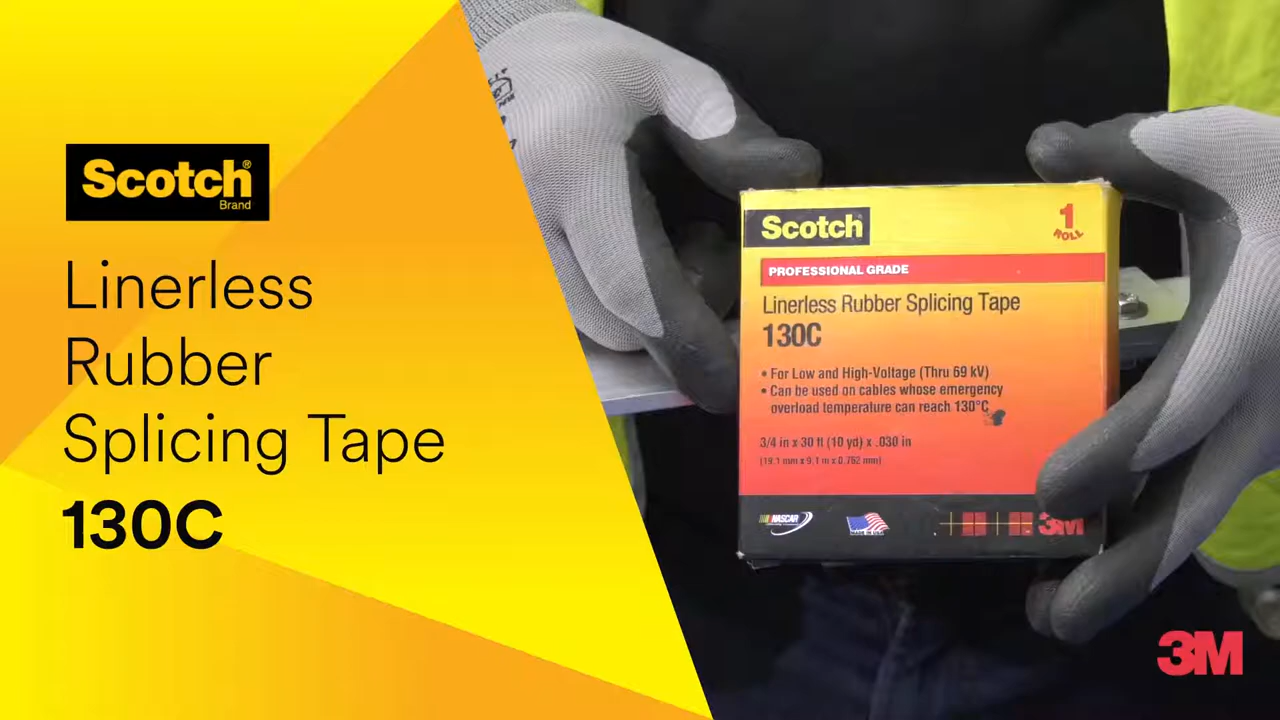 Scotch®
Brand
Linerless
Rubber
Splicing Tape
130C
Scotch
1
ROLL
PROFESSIONAL GRADE
Linerless Rubber Splicing Tape
130C
• For Low and High-Voltage (Thru 69 kV)
• Can be used on cables whose emergency
overload temperature can reach 130°C
3/4 in x 30 ft (10 yd) x .030 in
(19.1 mm x 9.1 m x 0.762 mm)
NASCAR
MADE IN USA
3M
3M